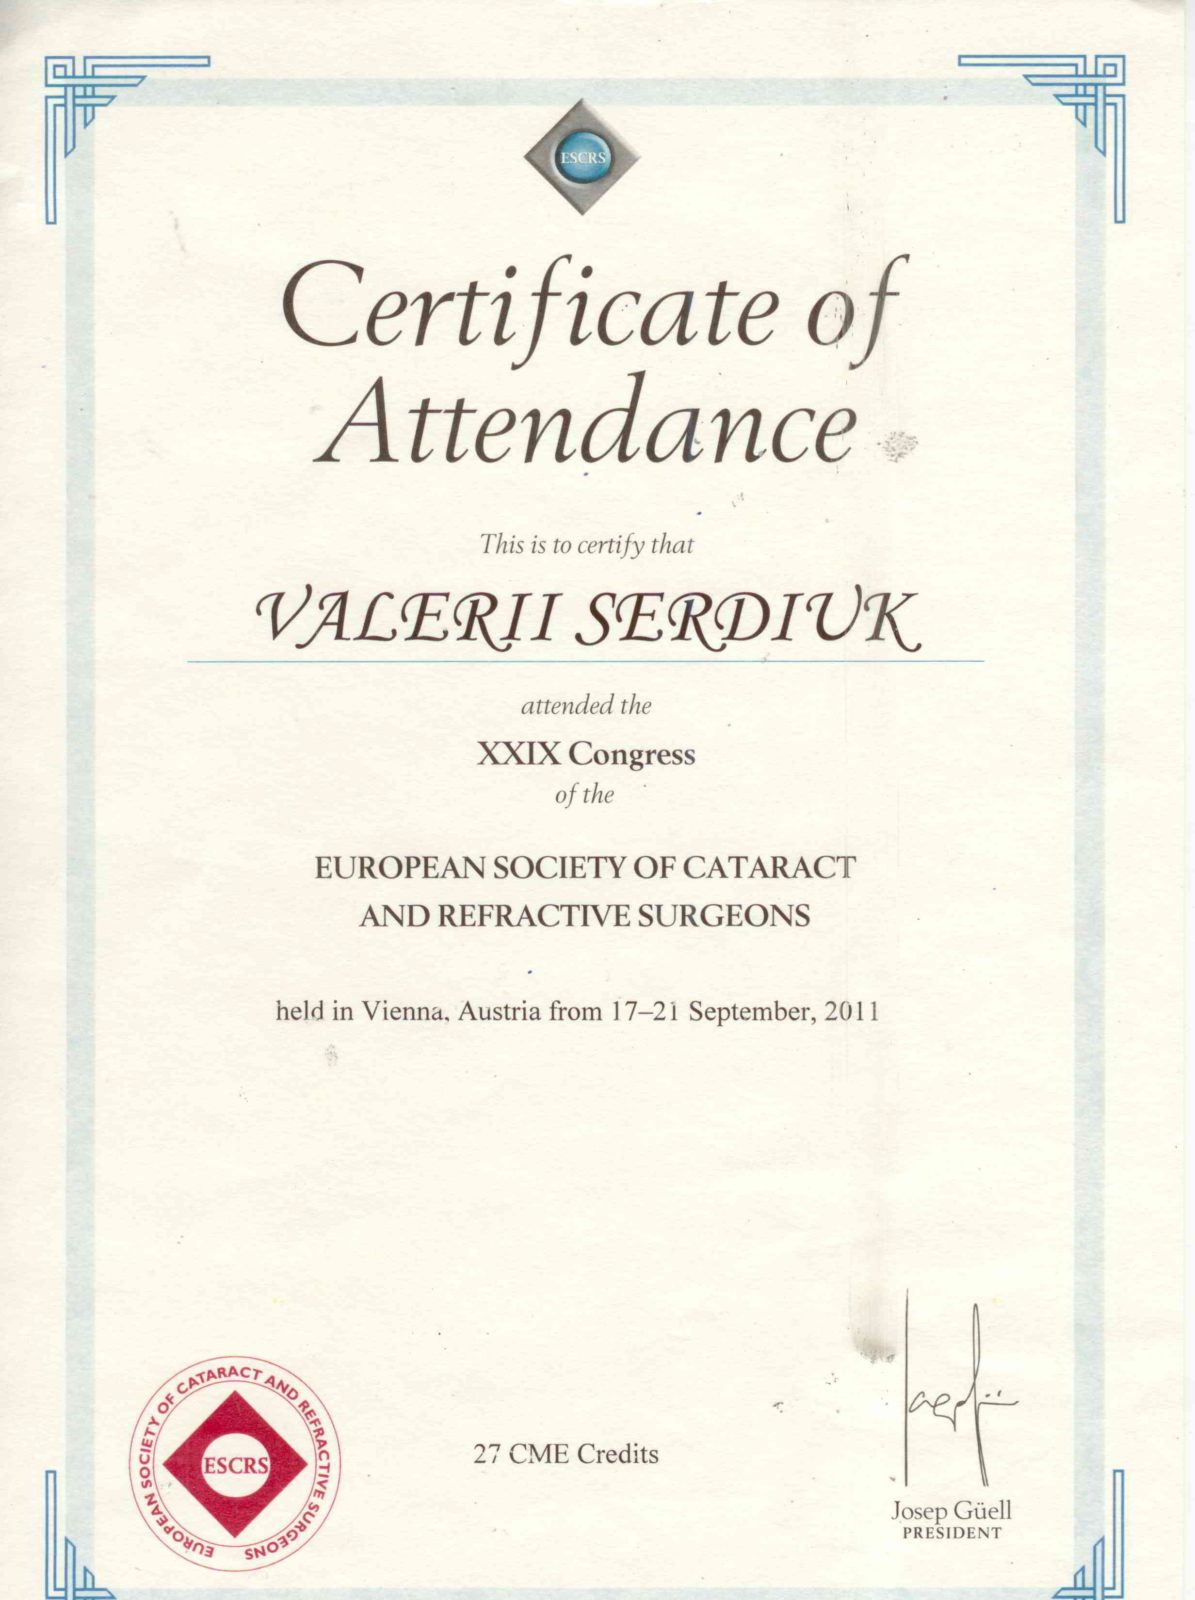 ESCRS
Certificate of
Attendance
This is to certify that
VALERII SERDIUK
attended the
XXIX Congress
of the
EUROPEAN SOCIETY OF CATARACT
AND REFRACTIVE SURGEONS
held in Vienna, Austria from 17–21 September, 2011
EUROPEAN SOCIETY OF CATARACT AND REFRACTIVE SURGEONS
ESCRS
27 CME Credits
Josep Güell
PRESIDENT